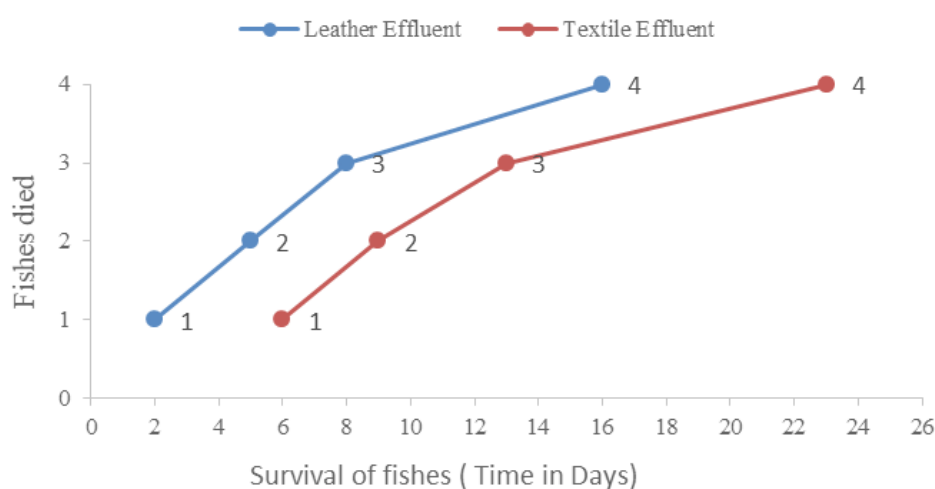 Leather Effluent Textile Effluent
4 4 4
3 3 3
2 2 2
1 1 1
0
Fishes died
0 2 4 6 8 10 12 14 16 18 20 22 24 26
Survival of fishes ( Time in Days)